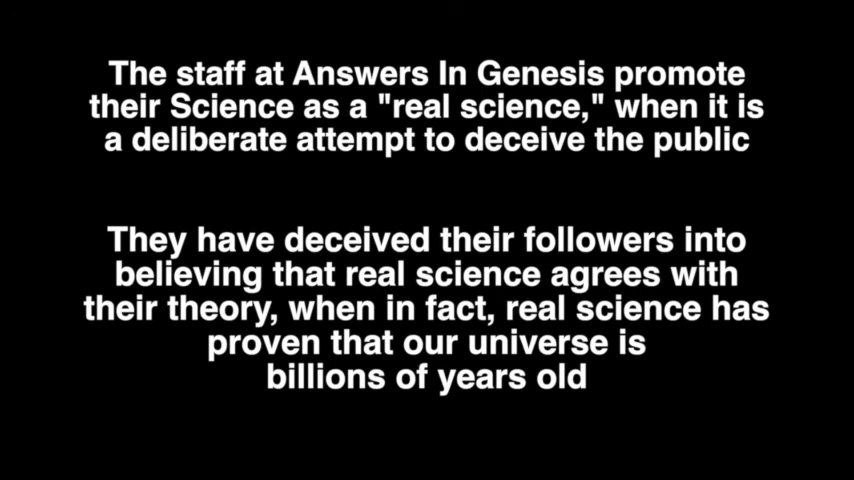 The staff at Answers In Genesis promote
their Science as a "real science," when it is
a deliberate attempt to deceive the public
They have deceived their followers into
believing that real science agrees with
their theory, when in fact, real science has
proven that our universe is
billions of years old